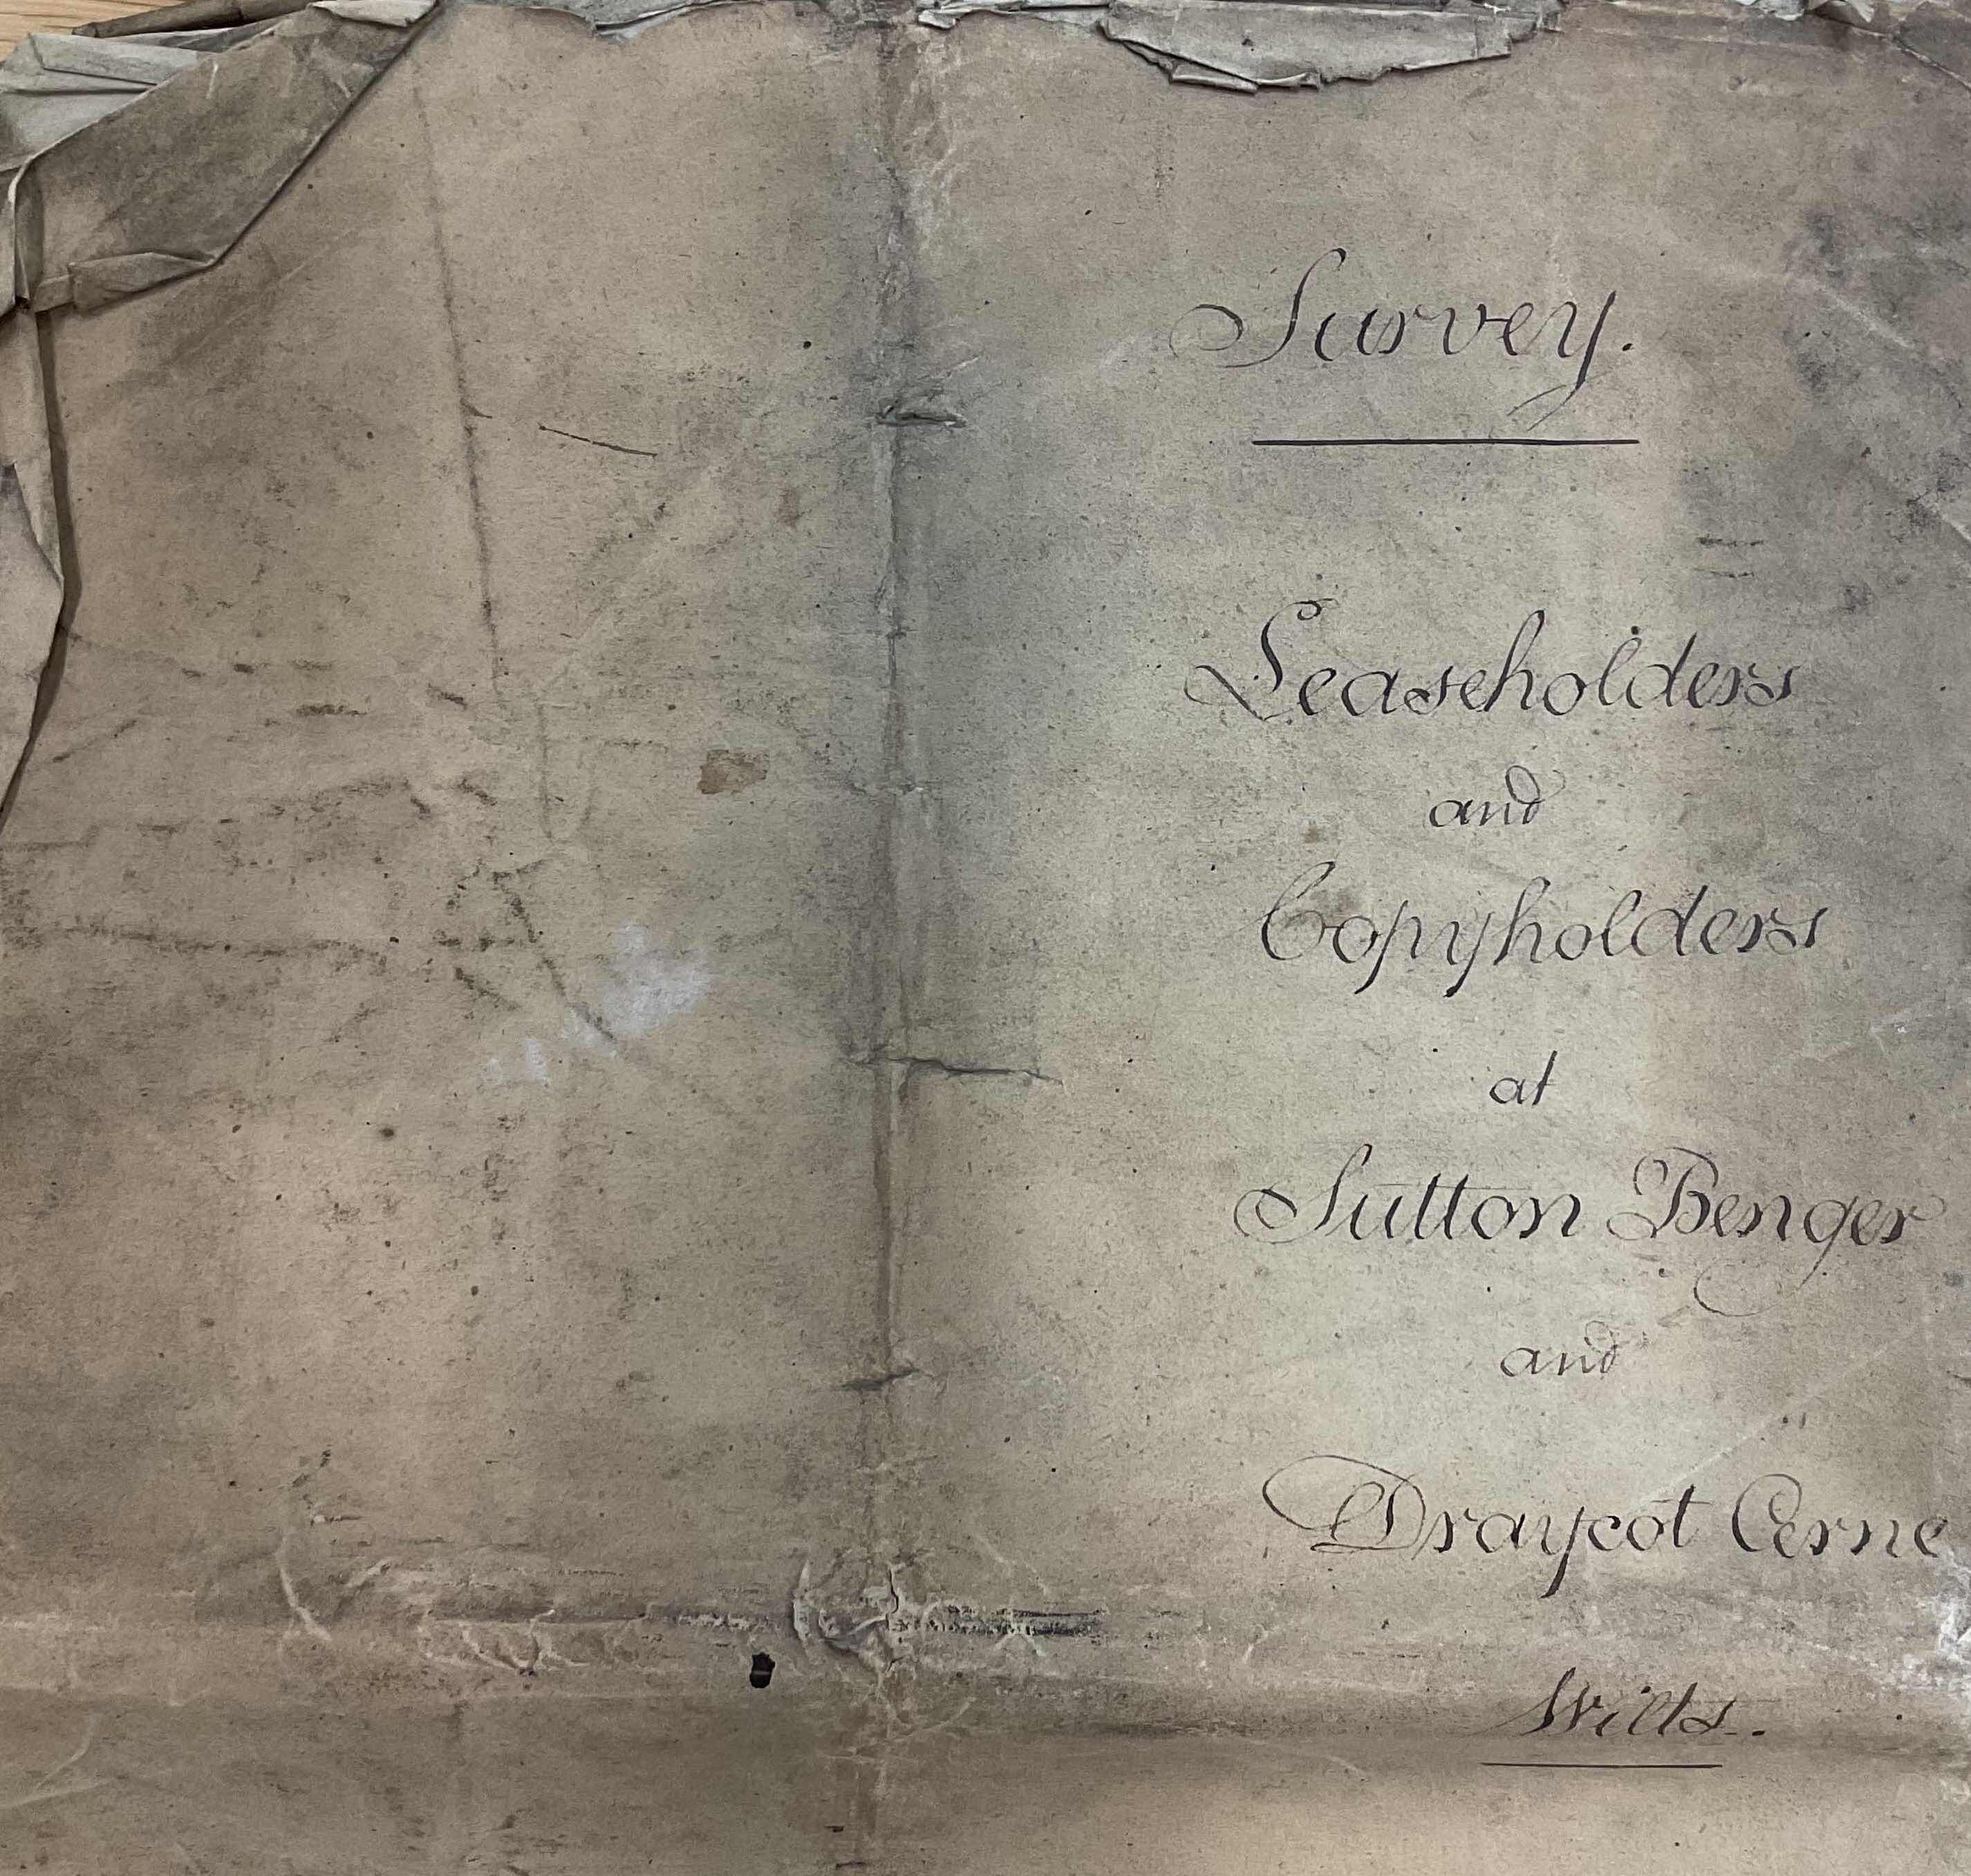 Survey.
Leaseholders
and
Copyholders
at
Sutton Benger
and
Draycot Cerne
Wilts.